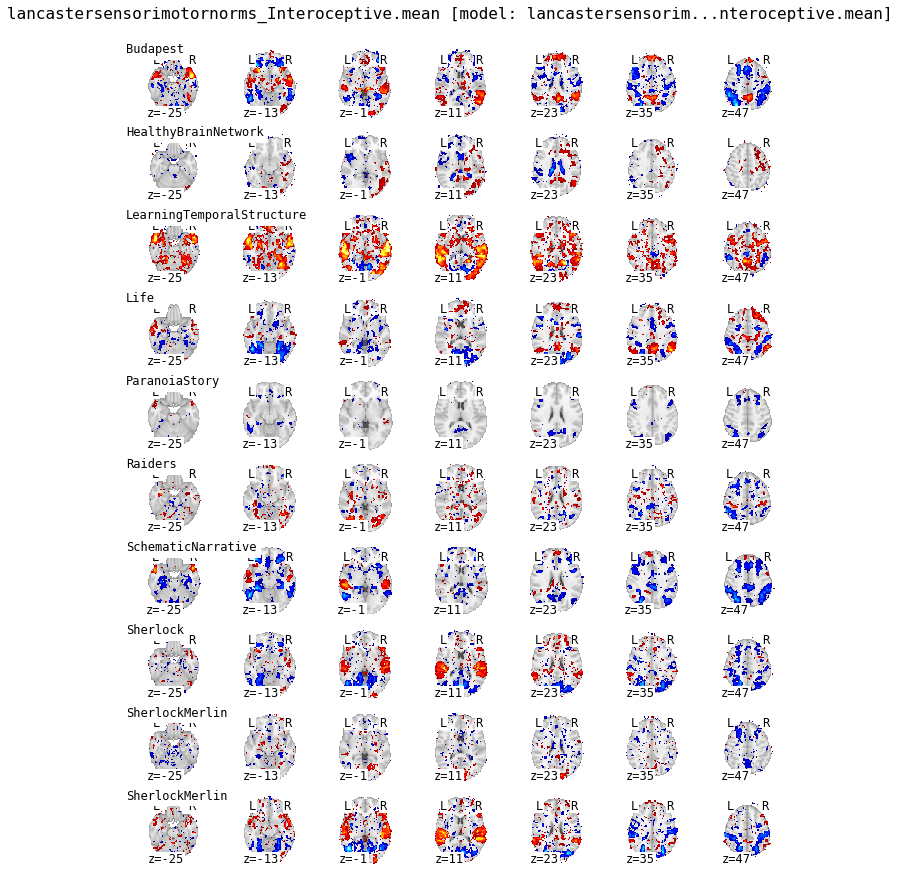 lancastersensorimotornorms_Interoceptive.mean [model: lancastersensorim...nteroceptive.mean]
Budapest
L R L R L R L R L R L R L R
z=-25 z=-13 z=-1 z=11 z=23 z=35 z=47
HealthyBrainNetwork
L R L R L R L R L R L R L R
z=-25 z=-13 z=-1 z=11 z=23 z=35 z=47
LearningTemporalStructure
L R L R L R L R L R L R L R
z=-25 z=-13 z=-1 z=11 z=23 z=35 z=47
Life
L R L R L R L R L R L R L R
z=-25 z=-13 z=-1 z=11 z=23 z=35 z=47
ParanoiaStory
L R L R L R L R L R L R L R
z=-25 z=-13 z=-1 z=11 z=23 z=35 z=47
Raiders
L R L R L R L R L R L R L R
z=-25 z=-13 z=-1 z=11 z=23 z=35 z=47
SchematicNarrative
L R L R L R L R L R L R L R
z=-25 z=-13 z=-1 z=11 z=23 z=35 z=47
Sherlock
L R L R L R L R L R L R L R
z=-25 z=-13 z=-1 z=11 z=23 z=35 z=47
SherlockMerlin
L R L R L R L R L R L R L R
z=-25 z=-13 z=-1 z=11 z=23 z=35 z=47
SherlockMerlin
L R L R L R L R L R L R L R
z=-25 z=-13 z=-1 z=11 z=23 z=35 z=47